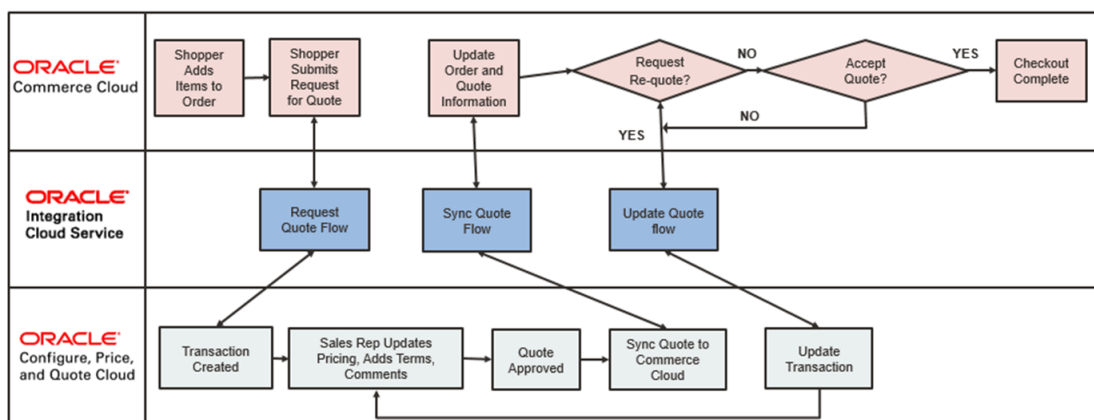 ORACLE®
Commerce Cloud
Shopper
Adds
Items to
Order
Shopper
Submits
Request
for Quote
Update
Order and
Quote
Information
Request
Re-quote?
NO
Accept
Quote?
YES
Checkout
Complete
NO
YES
ORACLE®
Integration
Cloud Service
Request
Quote Flow
Sync Quote
Flow
Update Quote
flow
ORACLE®
Configure, Price,
and Quote Cloud
Transaction
Created
Sales Rep Updates
Pricing, Adds Terms,
Comments
Quote
Approved
Sync Quote to
Commerce
Cloud
Update
Transaction